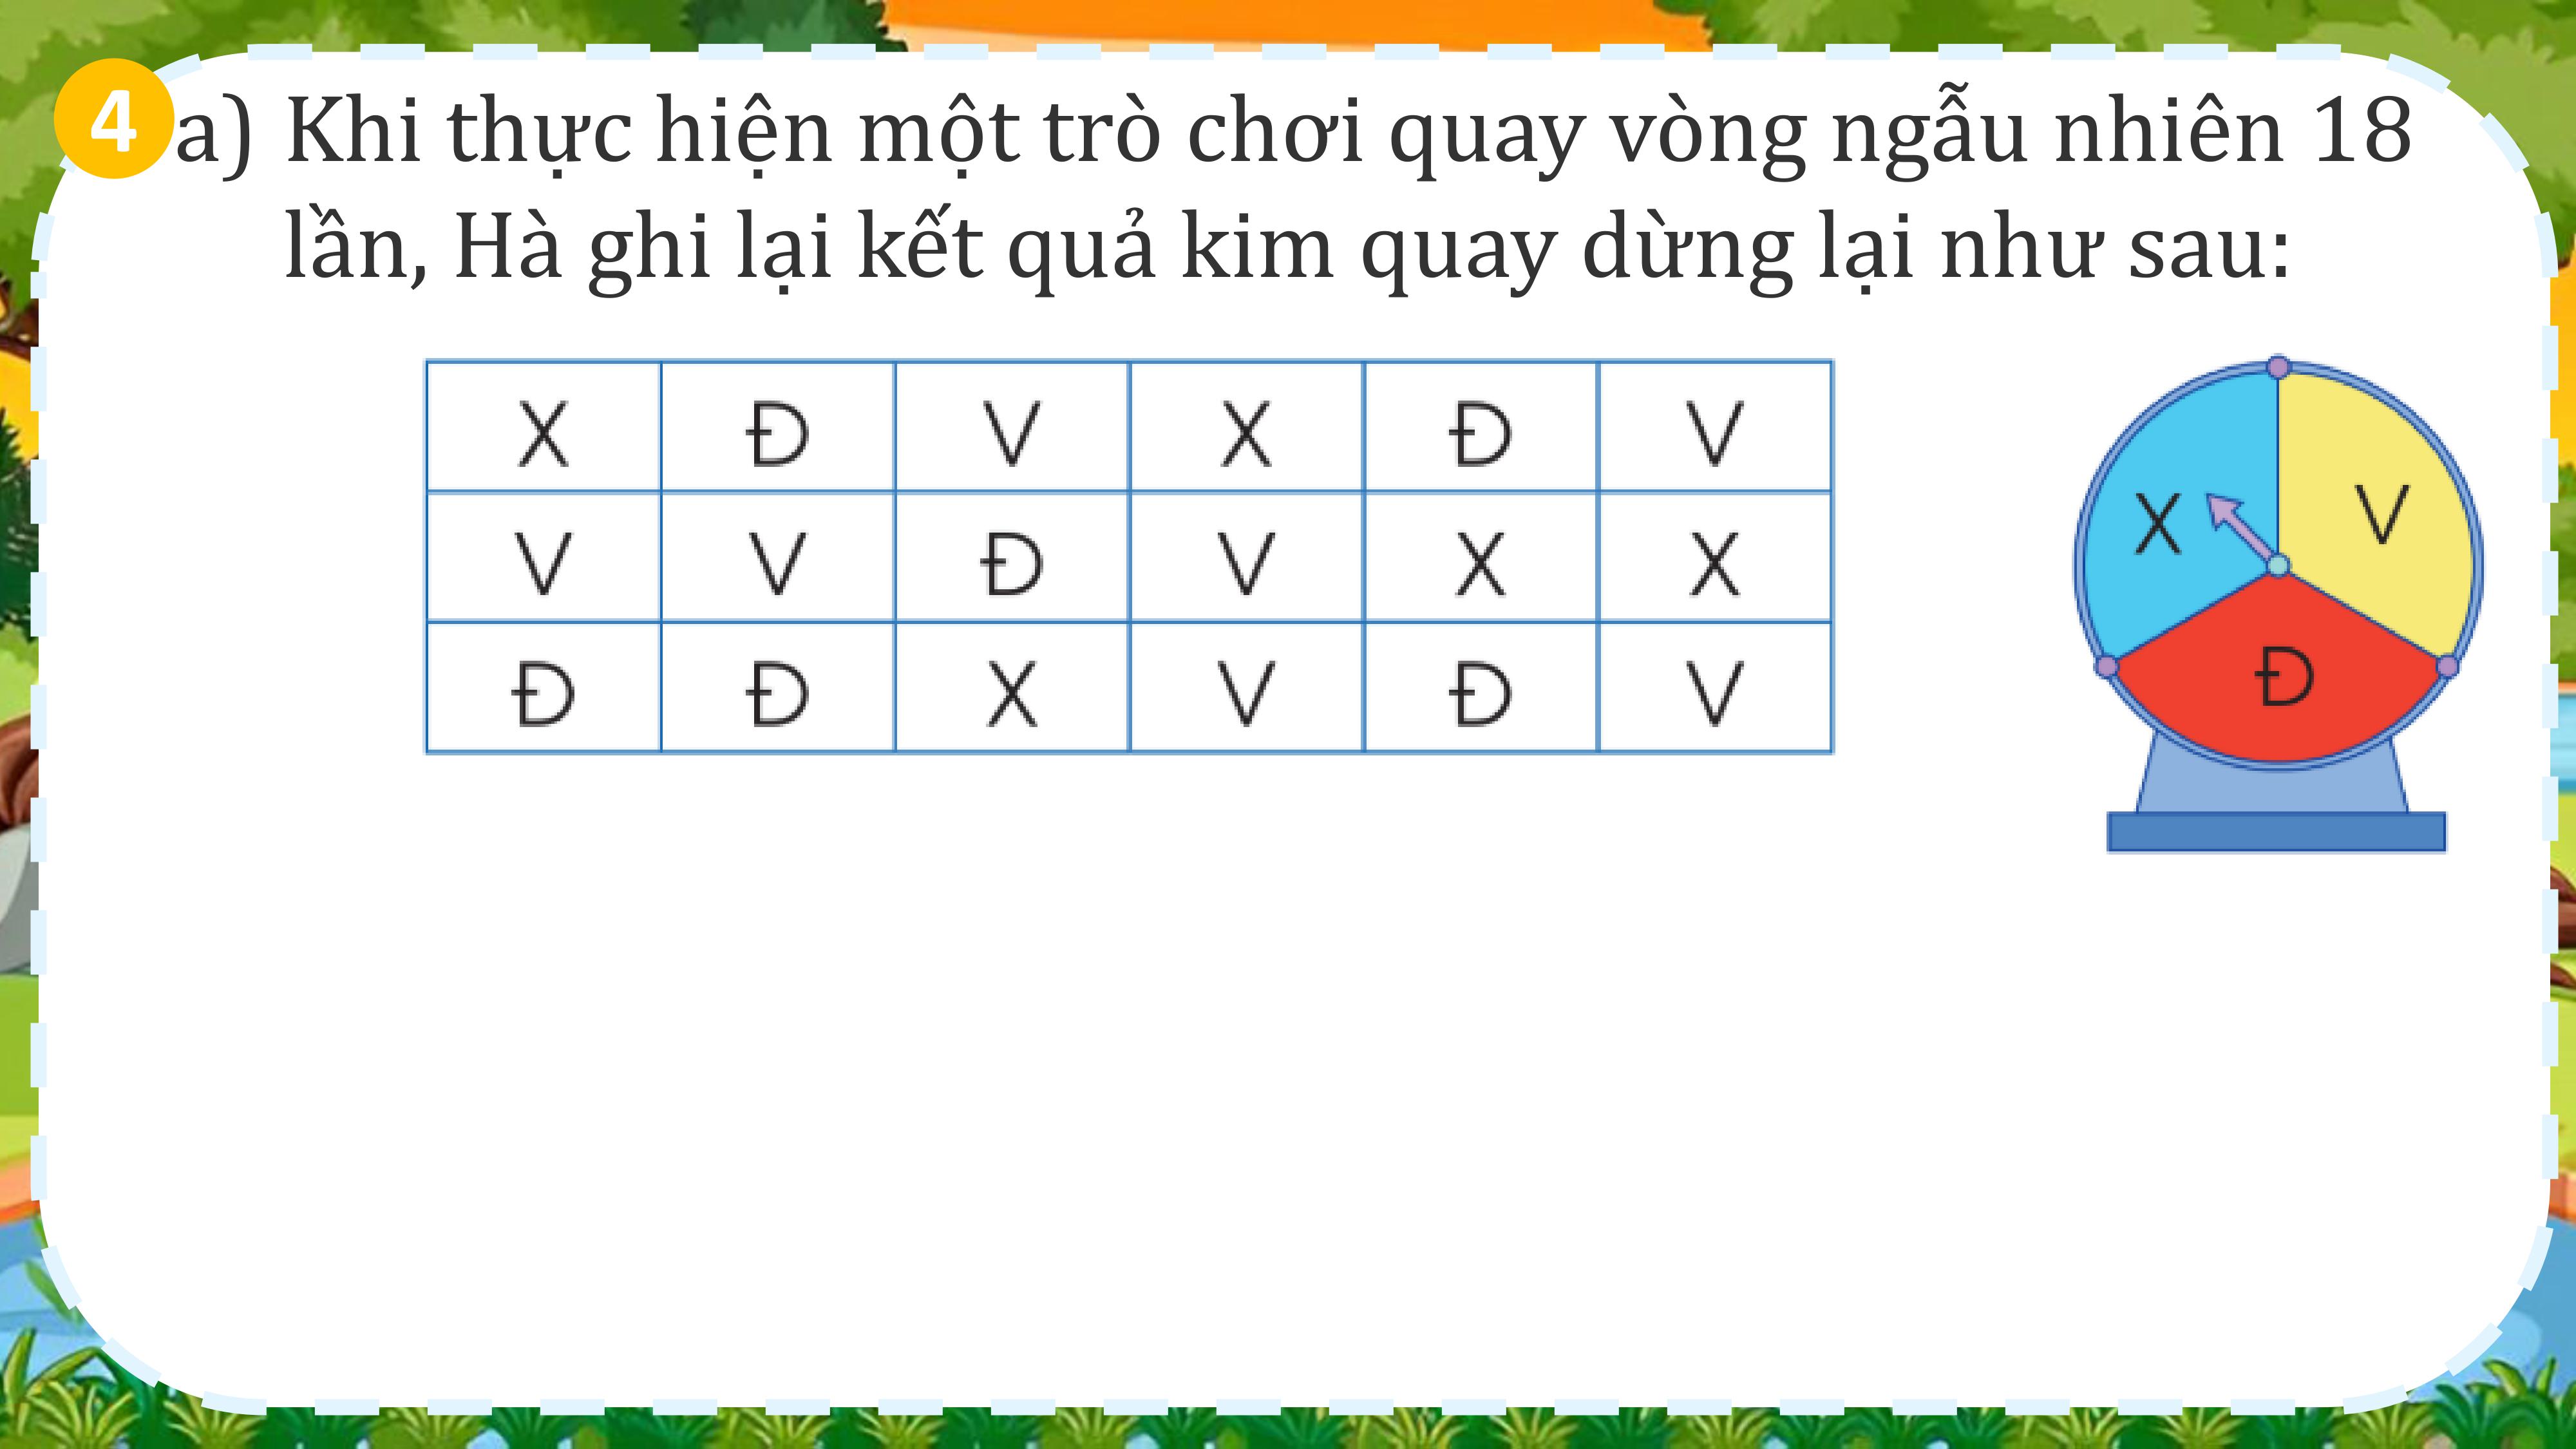 4 a) Khi thực hiện một trò chơi quay vòng ngẫu nhiên 18
lần, Hà ghi lại kết quả kim quay dừng lại như sau:
X Đ V X Đ V
V V Đ V X X
Đ Đ X V Đ V
X V
Đ